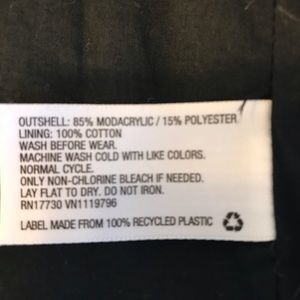 OUTSHELL: 85% MODACRYLIC / 15% POLYESTER
LINING: 100% COTTON
WASH BEFORE WEAR.
MACHINE WASH COLD WITH LIKE COLORS.
NORMAL CYCLE.
ONLY NON-CHLORINE BLEACH IF NEEDED.
LAY FLAT TO DRY. DO NOT IRON.
RN17730 VN1119796
LABEL MADE FROM 100% RECYCLED PLASTIC